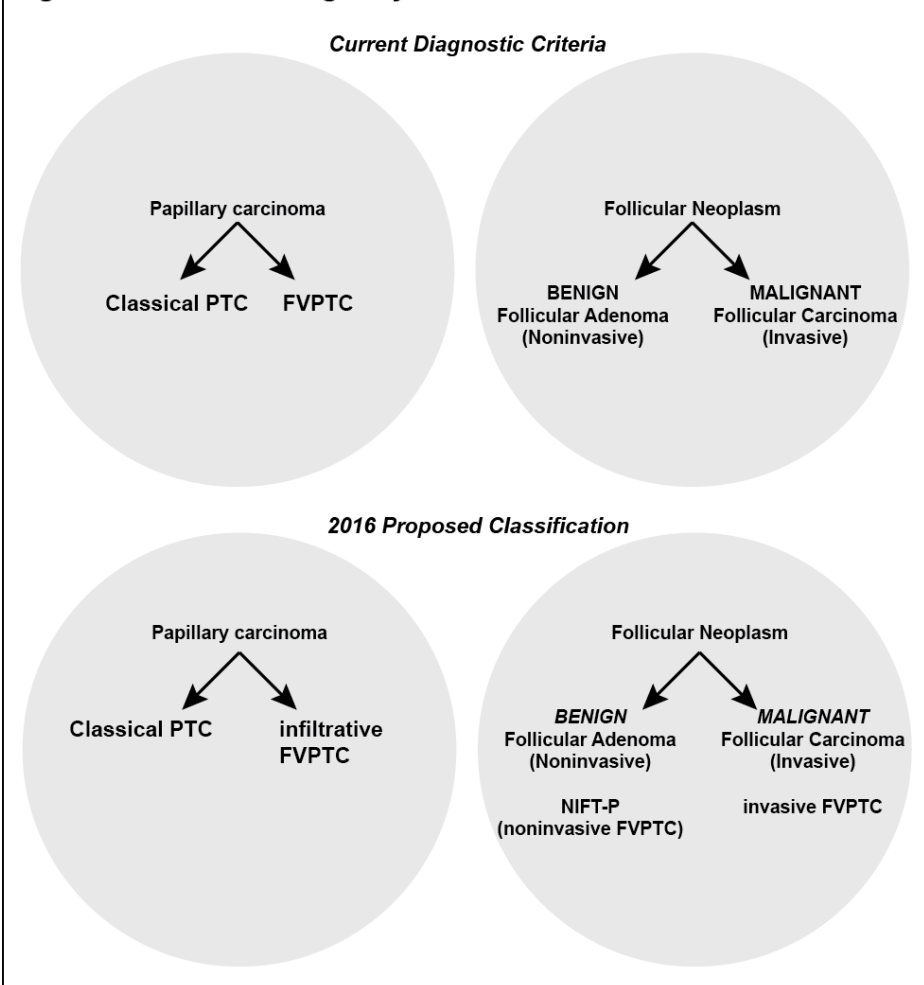 Current Diagnostic Criteria
Papillary carcinoma
Classical PTC
FVPTC
Follicular Neoplasm
BENIGN
Follicular Adenoma
(Noninvasive)
MALIGNANT
Follicular Carcinoma
(Invasive)
2016 Proposed Classification
Papillary carcinoma
Classical PTC
infiltrative
FVPTC
Follicular Neoplasm
BENIGN
Follicular Adenoma
(Noninvasive)
NIFT-P
(noninvasive FVPTC)
MALIGNANT
Follicular Carcinoma
(Invasive)
invasive FVPTC